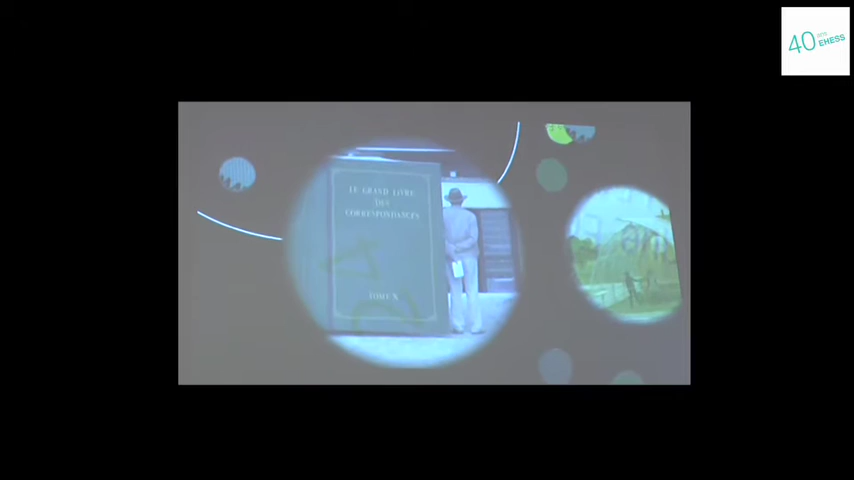 40 ans
EHESS
LE GRAND LIVRE
DES
CORRESPONDANCES
TOME X